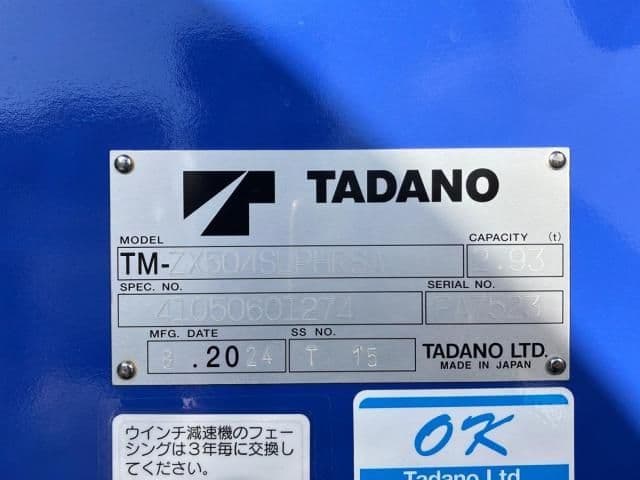 TADANO
MODEL CAPACITY (t)
TM- 2.93
SPEC. NO. SERIAL NO.
41050601274
MFG. DATE SS NO.
8 .2024 T 15 TADANO LTD.
MADE IN JAPAN
ウインチ減速機のフェー
シングは3年毎に交換し
てください。
OK
Tadano Ltd